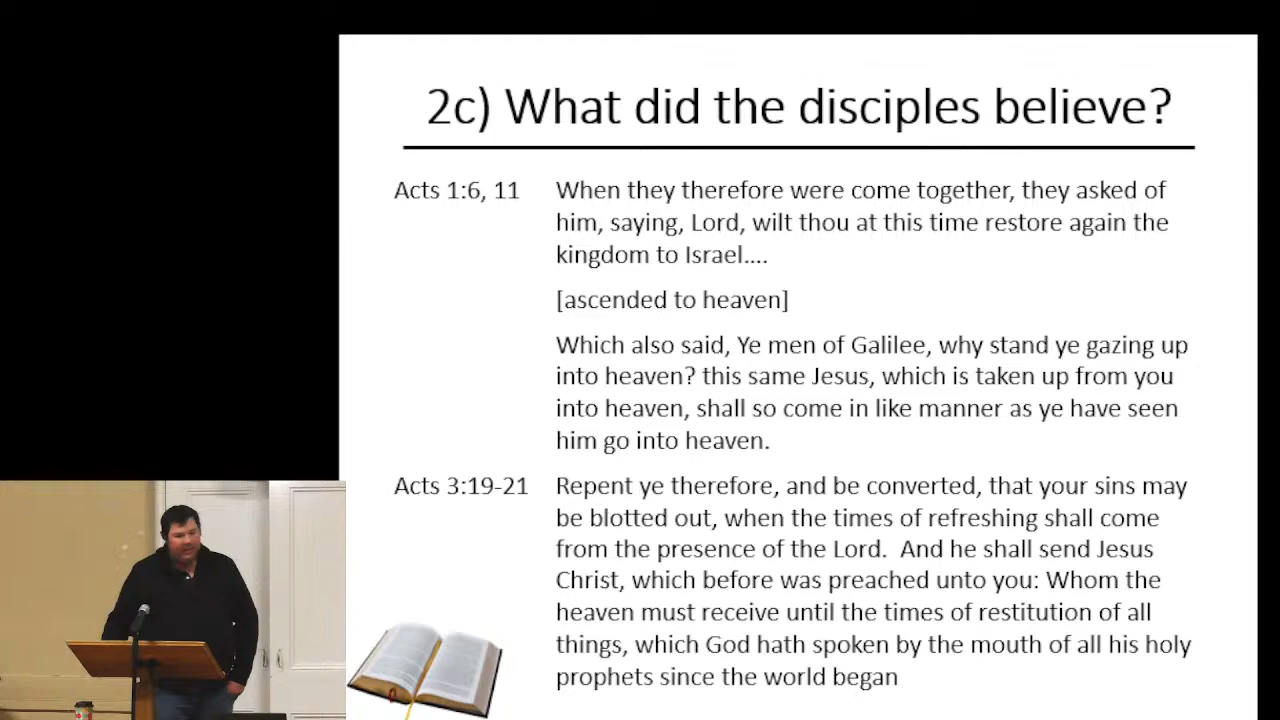 2c) What did the disciples believe?
Acts 1:6, 11 When they therefore were come together, they asked of
him, saying, Lord, wilt thou at this time restore again the
kingdom to Israel....
[ascended to heaven]
Which also said, Ye men of Galilee, why stand ye gazing up
into heaven? this same Jesus, which is taken up from you
into heaven, shall so come in like manner as ye have seen
him go into heaven.
Acts 3:19-21 Repent ye therefore, and be converted, that your sins may
be blotted out, when the times of refreshing shall come
from the presence of the Lord.  And he shall send Jesus
Christ, which before was preached unto you: Whom the
heaven must receive until the times of restitution of all
things, which God hath spoken by the mouth of all his holy
prophets since the world began